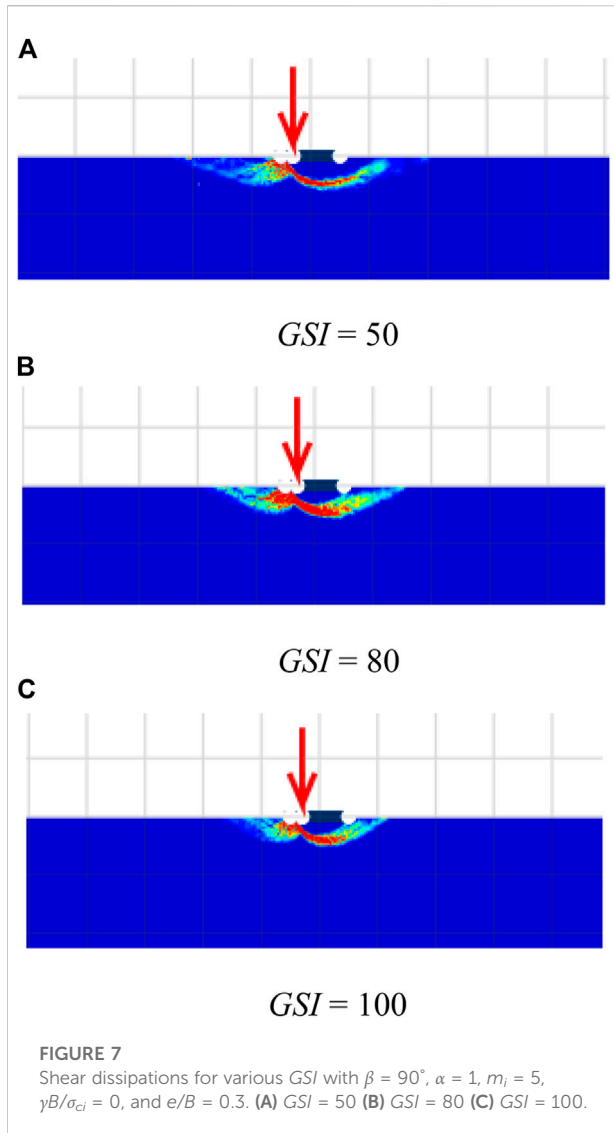 A
GSI = 50
B
GSI = 80
C
GSI = 100
FIGURE 7
Shear dissipations for various GSI with β = 90°, α = 1, mᵢ = 5,
γB/σ_ci = 0, and e/B = 0.3. (A) GSI = 50 (B) GSI = 80 (C) GSI = 100.